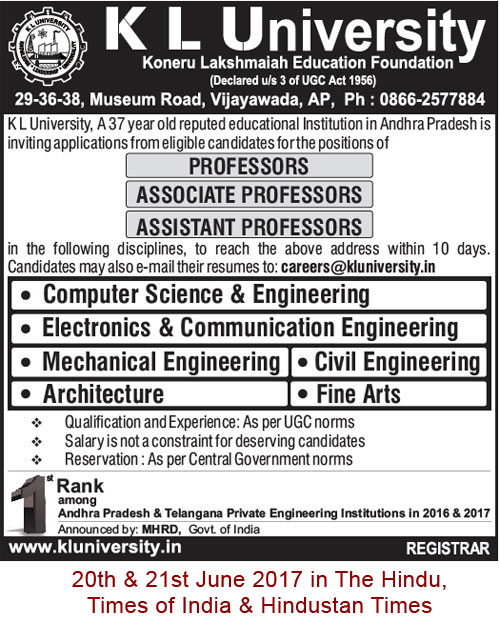 K L University
Koneru Lakshmaiah Education Foundation
(Declared u/s 3 of UGC Act 1956)
29-36-38, Museum Road, Vijayawada, AP, Ph : 0866-2577884
K L University, A 37 year old reputed educational Institution in Andhra Pradesh is
inviting applications from eligible candidates for the positions of
PROFESSORS
ASSOCIATE PROFESSORS
ASSISTANT PROFESSORS
in the following disciplines, to reach the above address within 10 days.
Candidates may also e-mail their resumes to: careers@kluniversity.in
• Computer Science & Engineering
• Electronics & Communication Engineering
• Mechanical Engineering • Civil Engineering
• Architecture • Fine Arts
❖ Qualification and Experience: As per UGC norms
❖ Salary is not a constraint for deserving candidates
❖ Reservation : As per Central Government norms
1st Rank
among
Andhra Pradesh & Telangana Private Engineering Institutions in 2016 & 2017
Announced by: MHRD, Govt. of India
www.kluniversity.in REGISTRAR
20th & 21st June 2017 in The Hindu,
Times of India & Hindustan Times